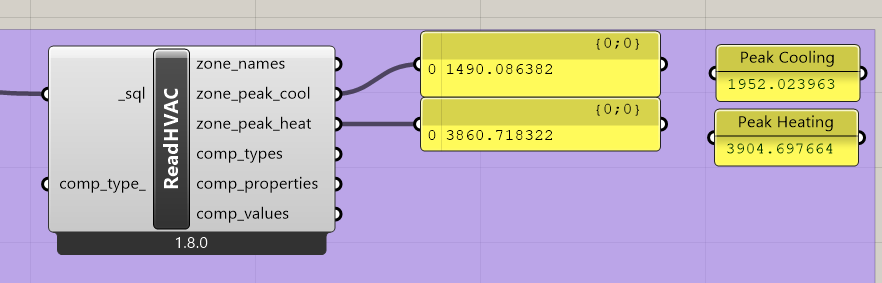 _sql
comp_type_
ReadHVAC
zone_names
zone_peak_cool
zone_peak_heat
comp_types
comp_properties
comp_values
1.8.0
{0;0}
0 1490.086382
{0;0}
0 3860.718322
Peak Cooling
1952.023963
Peak Heating
3904.697664